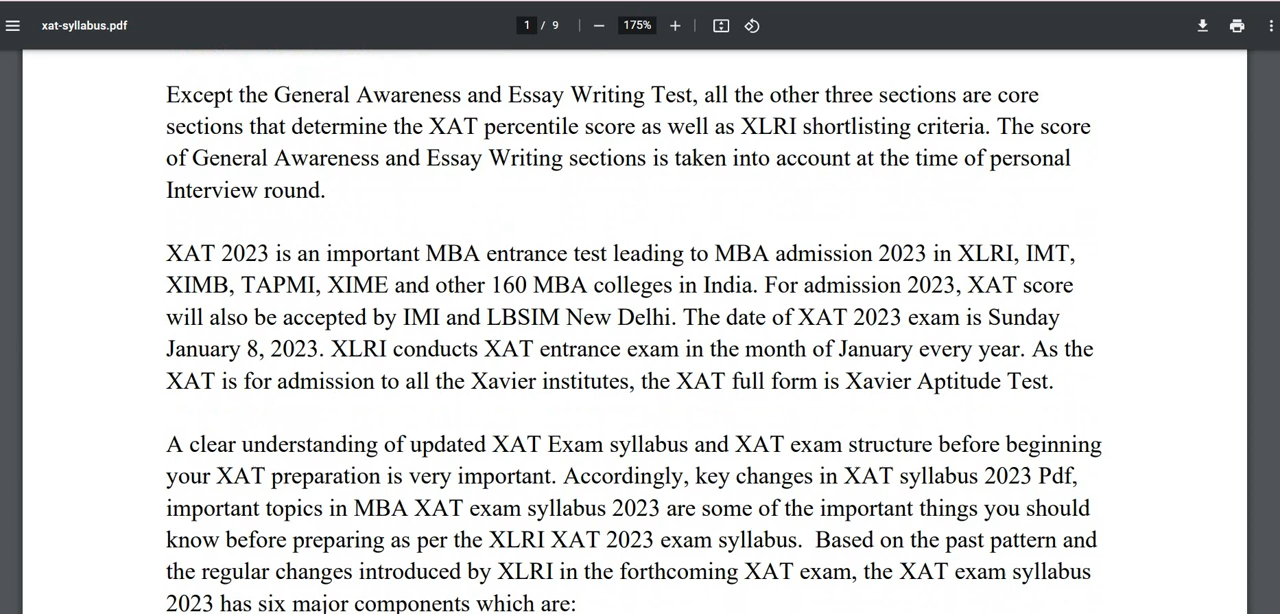 xat-syllabus.pdf
1 / 9
175%
Except the General Awareness and Essay Writing Test, all the other three sections are core
sections that determine the XAT percentile score as well as XLRI shortlisting criteria. The score
of General Awareness and Essay Writing sections is taken into account at the time of personal
Interview round.
XAT 2023 is an important MBA entrance test leading to MBA admission 2023 in XLRI, IMT,
XIMB, TAPMI, XIME and other 160 MBA colleges in India. For admission 2023, XAT score
will also be accepted by IMI and LBSIM New Delhi. The date of XAT 2023 exam is Sunday
January 8, 2023. XLRI conducts XAT entrance exam in the month of January every year. As the
XAT is for admission to all the Xavier institutes, the XAT full form is Xavier Aptitude Test.
A clear understanding of updated XAT Exam syllabus and XAT exam structure before beginning
your XAT preparation is very important. Accordingly, key changes in XAT syllabus 2023 Pdf,
important topics in MBA XAT exam syllabus 2023 are some of the important things you should
know before preparing as per the XLRI XAT 2023 exam syllabus.  Based on the past pattern and
the regular changes introduced by XLRI in the forthcoming XAT exam, the XAT exam syllabus
2023 has six major components which are: